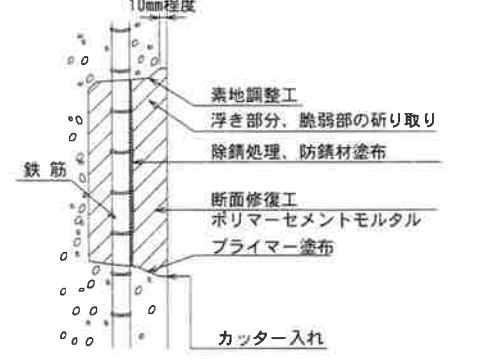 10mm程度
素地調整工
浮き部分、脆弱部の斫り取り
除錆処理、防錆材塗布
鉄筋
断面修復工
ポリマーセメントモルタル
プライマー塗布
カッター入れ